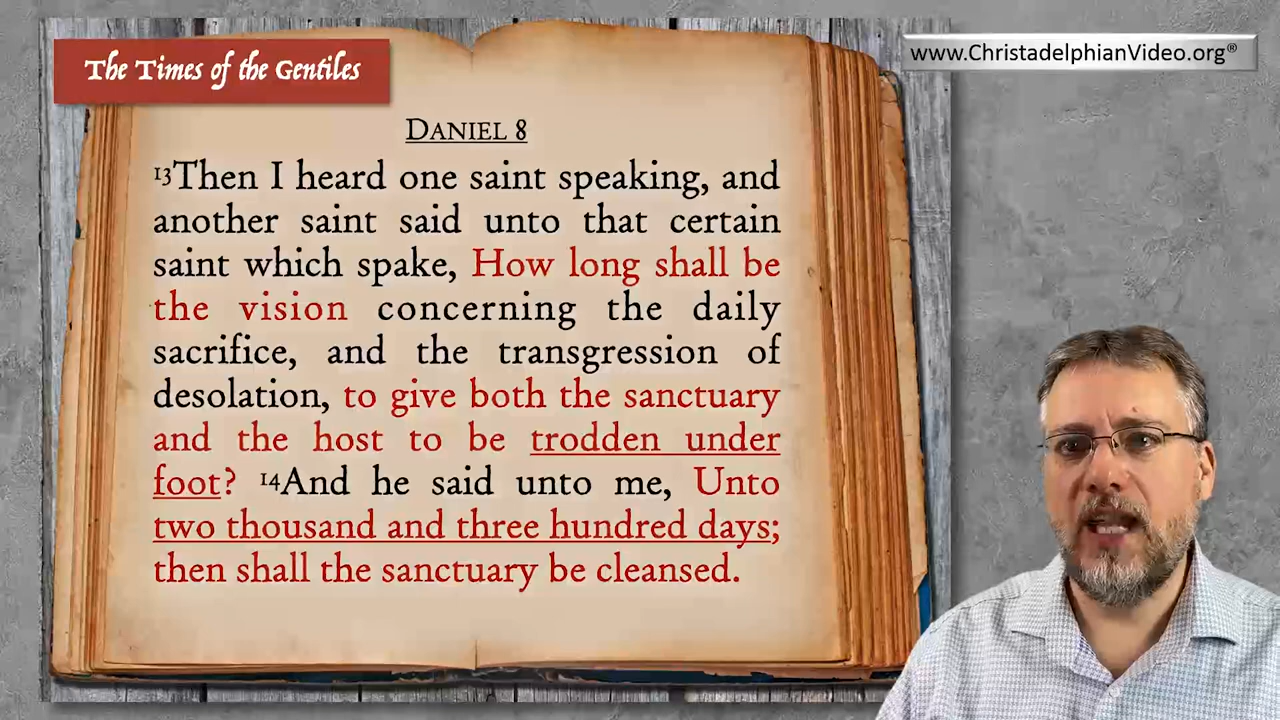 The Times of the Gentiles
www.ChristadelphianVideo.org®
Daniel 8
¹³Then I heard one saint speaking, and
another saint said unto that certain
saint which spake, How long shall be
the vision concerning the daily
sacrifice, and the transgression of
desolation, to give both the sanctuary
and the host to be trodden under
foot? ¹⁴And he said unto me, Unto
two thousand and three hundred days;
then shall the sanctuary be cleansed.